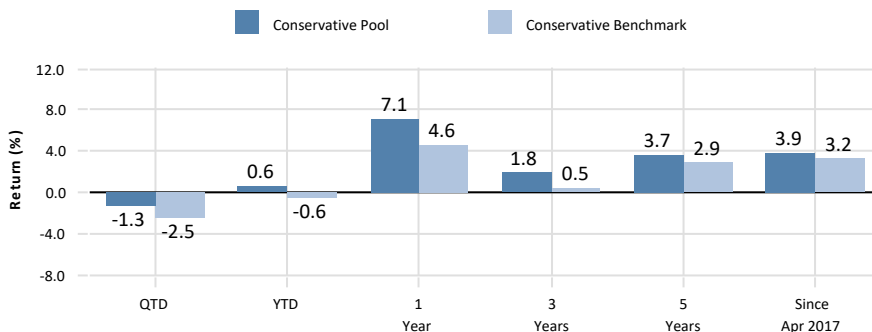 Conservative Pool
Conservative Benchmark
Return (%)
12.0
8.0
4.0
0.0
-4.0
-8.0
-1.3
-2.5
0.6
-0.6
7.1
4.6
1.8
0.5
3.7
2.9
3.9
3.2
QTD
YTD
1
Year
3
Years
5
Years
Since
Apr 2017